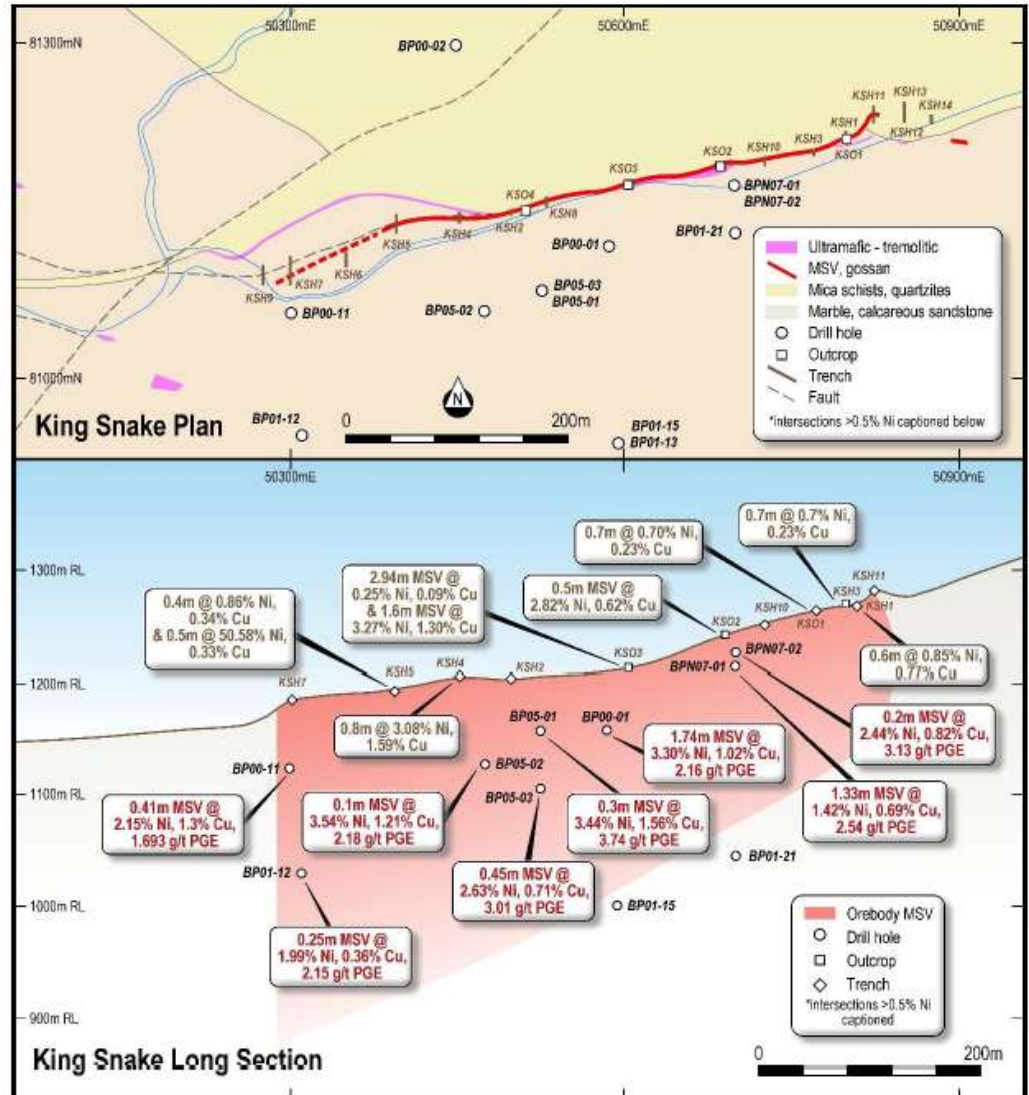 50300mE
50600mE
50900mE
81300mN
BP00-02
KSH11
KSH13
KSH14
KSH1
KSH12
KSH3
KSO1
KSO2
KSH10
KSO3
KSO4
KSH8
KSH2
KSH4
KSH5
KSH6
KSH7
KSH9
BPN07-01
BPN07-02
BP01-21
BP00-01
BP05-03
BP05-01
BP05-02
BP00-11
Ultramafic - tremolitic
MSV, gossan
Mica schists, quartzites
Marble, calcareous sandstone
Drill hole
Outcrop
Trench
Fault
*intersections >0.5% Ni captioned below
81000mN
N
King Snake Plan
BP01-12
0
200m
BP01-15
BP01-13
50300mE
50900mE
1300m RL
1200m RL
1100m RL
1000m RL
900m RL
0.7m @ 0.7% Ni,
0.23% Cu
0.7m @ 0.70% Ni,
0.23% Cu
2.94m MSV @
0.25% Ni, 0.09% Cu
& 1.6m MSV @
3.27% Ni, 1.30% Cu
0.5m MSV @
2.82% Ni, 0.62% Cu
0.4m @ 0.86% Ni,
0.34% Cu
& 0.5m @ 50.58% Ni,
0.33% Cu
KSH11
KSH3
KSH1
KSO1
KSH10
KSO2
KSO3
KSH2
KSH4
KSH5
KSH7
BPN07-02
BPN07-01
0.6m @ 0.85% Ni,
0.77% Cu
0.8m @ 3.08% Ni,
1.59% Cu
BP05-01
BP00-01
0.2m MSV @
2.44% Ni, 0.82% Cu,
3.13 g/t PGE
1.74m MSV @
3.30% Ni, 1.02% Cu,
2.16 g/t PGE
BP00-11
BP05-02
BP05-03
0.41m MSV @
2.15% Ni, 1.3% Cu,
1.693 g/t PGE
0.1m MSV @
3.54% Ni, 1.21% Cu,
2.18 g/t PGE
0.3m MSV @
3.44% Ni, 1.56% Cu,
3.74 g/t PGE
1.33m MSV @
1.42% Ni, 0.69% Cu,
2.54 g/t PGE
BP01-21
BP01-12
0.45m MSV @
2.63% Ni, 0.71% Cu,
3.01 g/t PGE
BP01-15
0.25m MSV @
1.99% Ni, 0.36% Cu,
2.15 g/t PGE
Orebody MSV
Drill hole
Outcrop
Trench
*intersections >0.5% Ni
captioned
King Snake Long Section
0
200m